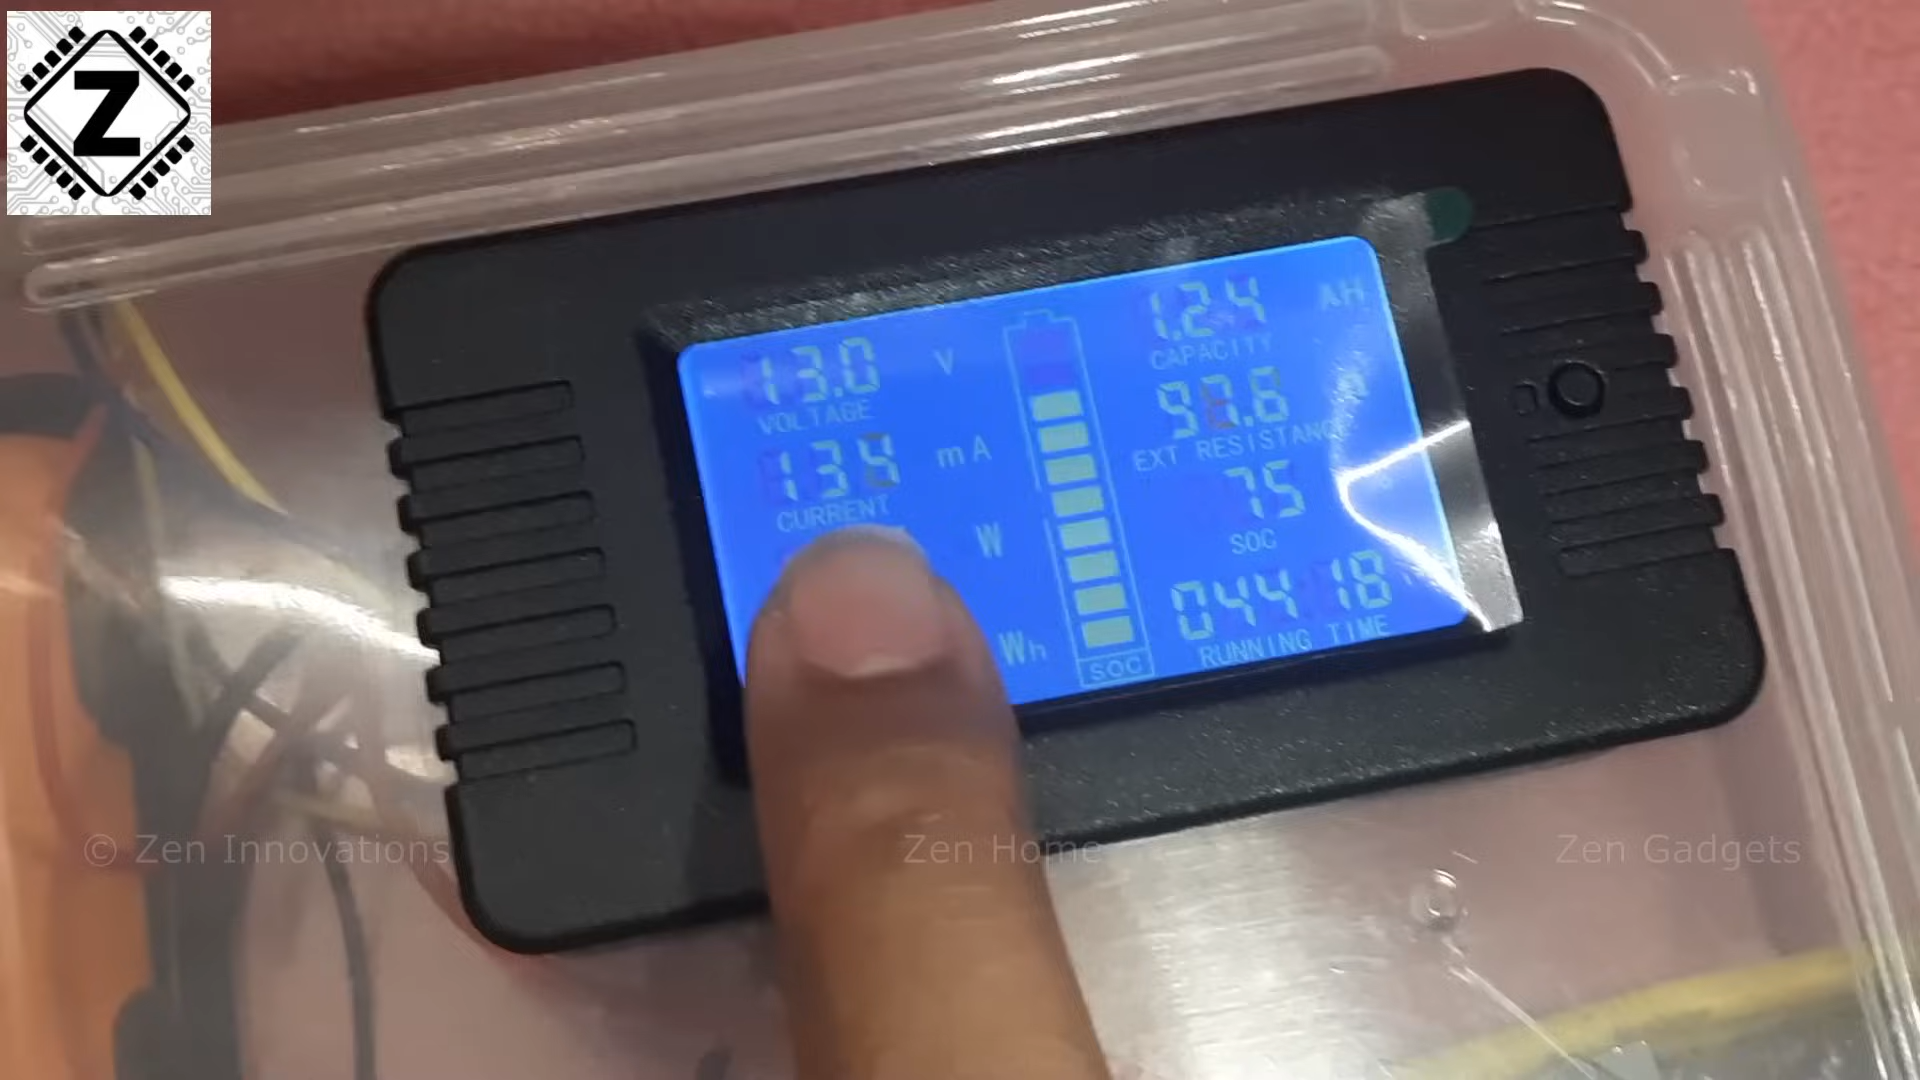 Z
13.0 V
VOLTAGE
mA
CURRENT
W
Wh
SOC
1.24 AH
CAPACITY
EXT RESISTANC
75
SOC
044 18
RUNNING TIME
© Zen Innovations
Zen Home
Zen Gadgets